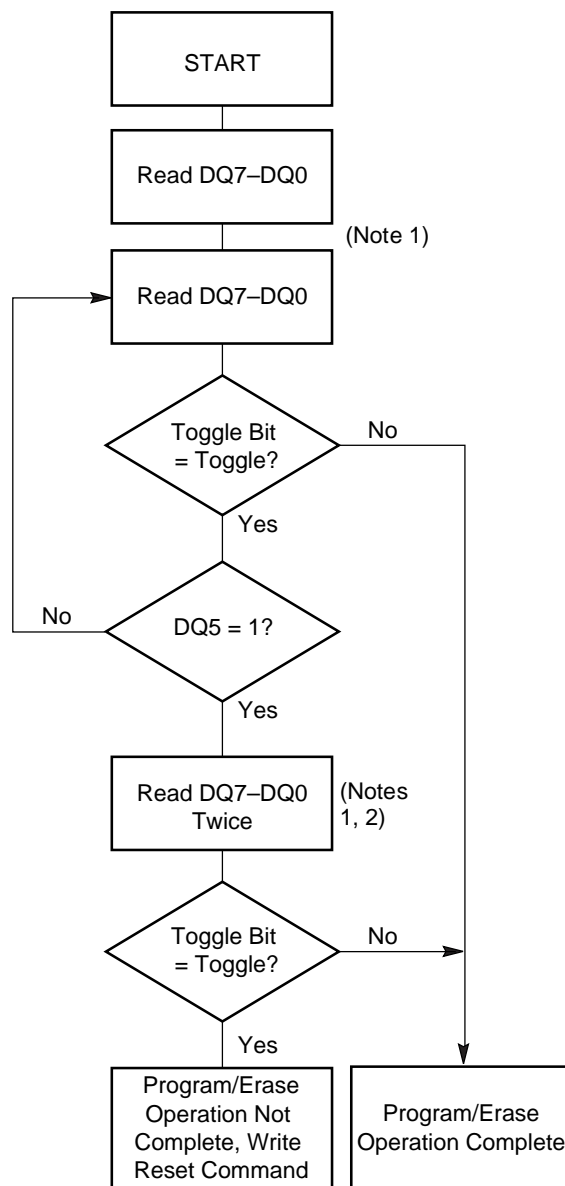 START
Read DQ7–DQ0
(Note 1)
Read DQ7–DQ0
Toggle Bit
= Toggle?
No
Yes
No
DQ5 = 1?
Yes
Read DQ7–DQ0
Twice
(Notes
1, 2)
Toggle Bit
= Toggle?
No
Yes
Program/Erase
Operation Not
Complete, Write
Reset Command
Program/Erase
Operation Complete